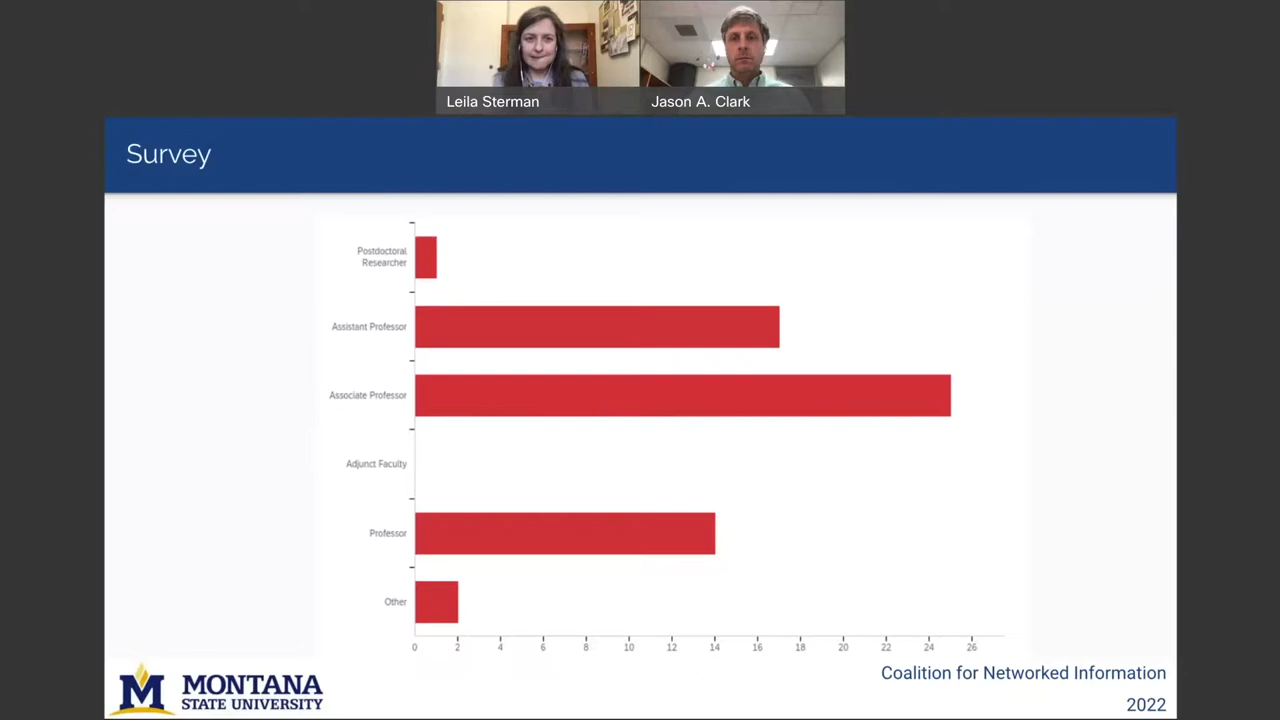 Leila Sterman
Jason A. Clark
Survey
Postdoctoral
Researcher
Assistant Professor
Associate Professor
Adjunct Faculty
Professor
Other
0 2 4 6 8 10 12 14 16 18 20 22 24 26
M MONTANA
STATE UNIVERSITY
Coalition for Networked Information
2022